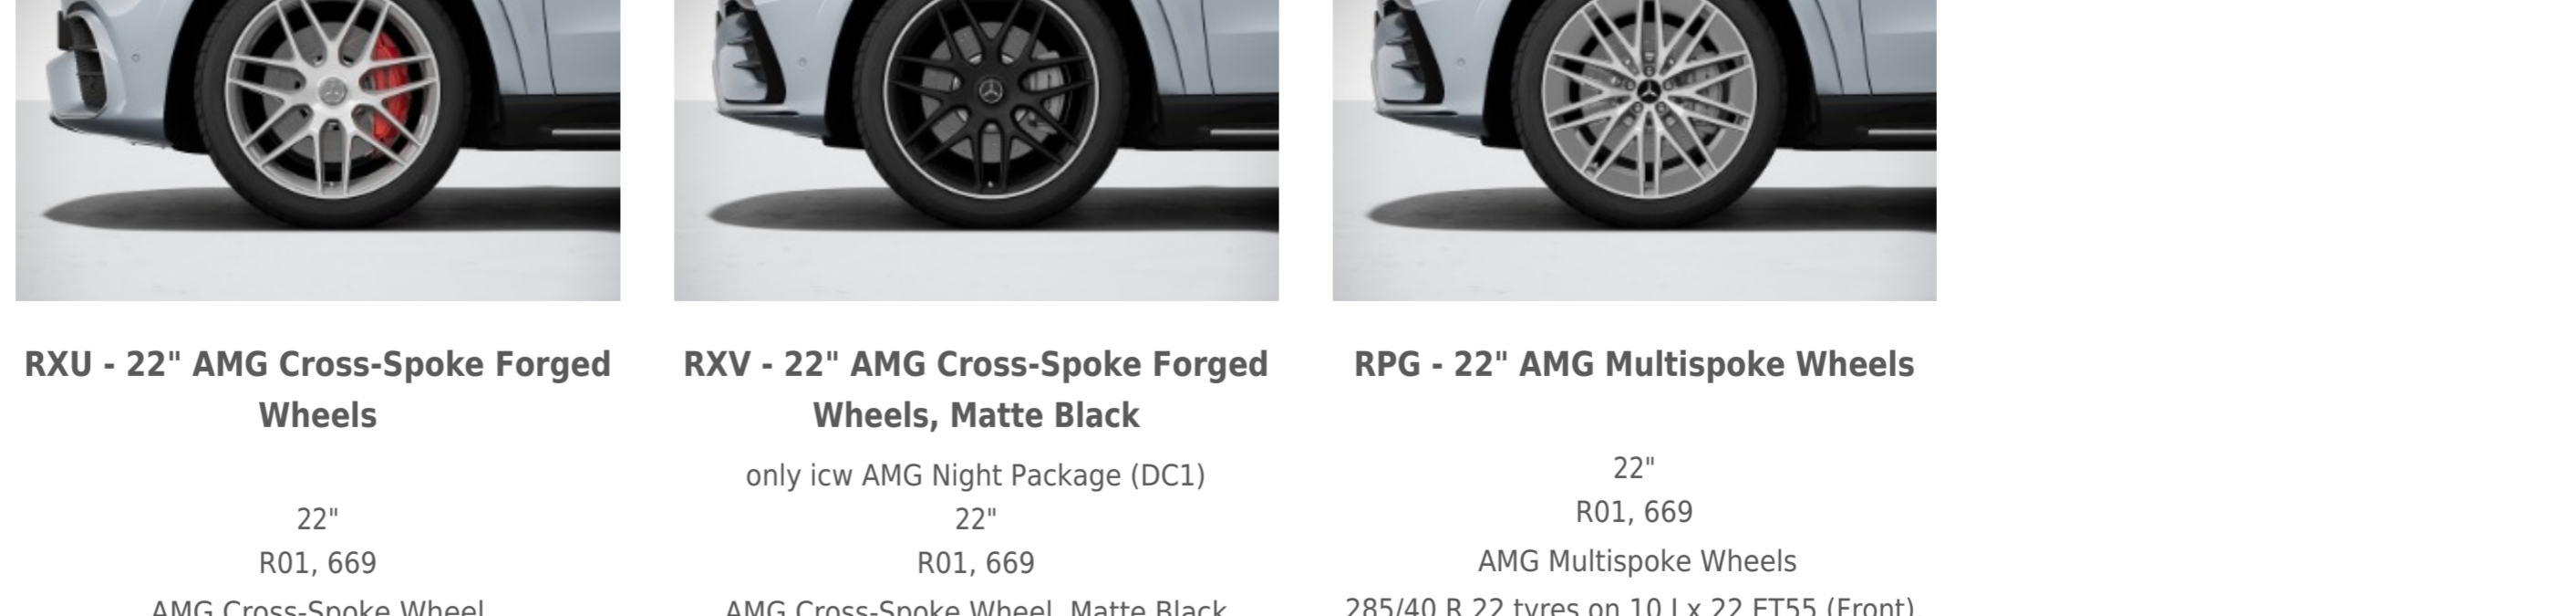 RXU - 22" AMG Cross-Spoke Forged
Wheels
22"
R01, 669
AMG Cross-Spoke Wheel
RXV - 22" AMG Cross-Spoke Forged
Wheels, Matte Black
only icw AMG Night Package (DC1)
22"
R01, 669
AMG Cross-Spoke Wheel, Matte Black
RPG - 22" AMG Multispoke Wheels
22"
R01, 669
AMG Multispoke Wheels
285/40 R 22 tyres on 10 J x 22 ET55 (Front),